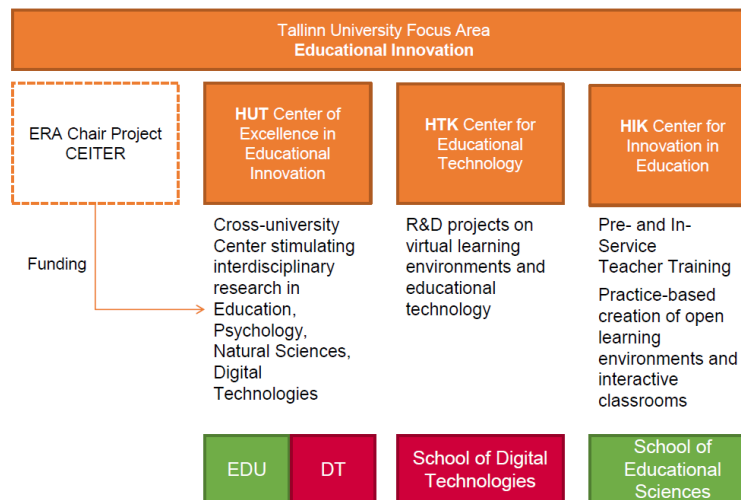 Tallinn University Focus Area
Educational Innovation
ERA Chair Project
CEITER
HUT Center of
Excellence in
Educational
Innovation
HTK Center for
Educational
Technology
HIK Center for
Innovation in
Education
Funding
Cross-university
Center stimulating
interdisciplinary
research in
Education,
Psychology,
Natural Sciences,
Digital
Technologies
R&D projects on
virtual learning
environments and
educational
technology
Pre- and In-
Service
Teacher Training
Practice-based
creation of open
learning
environments and
interactive
classrooms
EDU
DT
School of Digital
Technologies
School of
Educational
Sciences